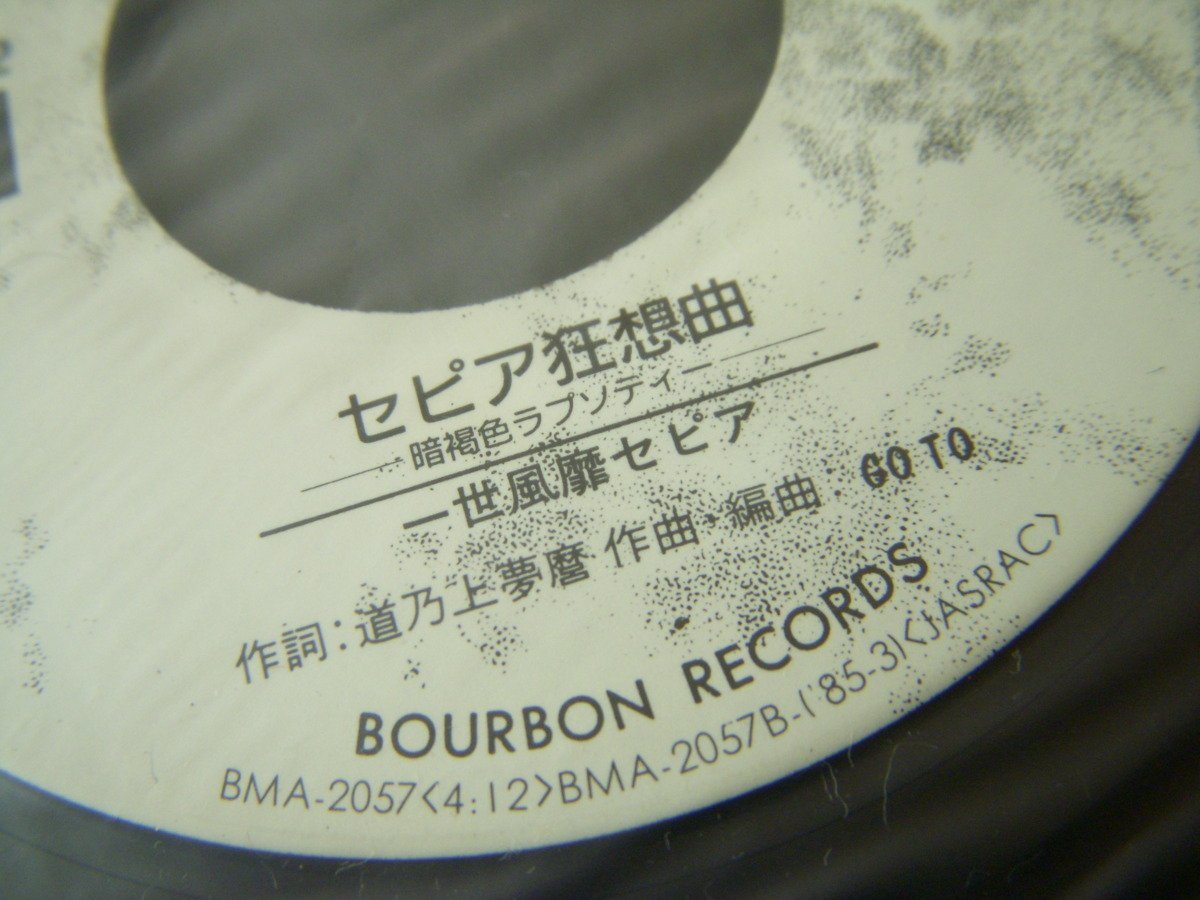 セピア狂想曲
暗褐色ラプソディー
一世風靡セピア
作詞:道乃上夢麿 作曲・編曲:GO TO
BOURBON RECORDS
BMA-2057<4:12>BMA-2057B-('85-3)<JASRAC>